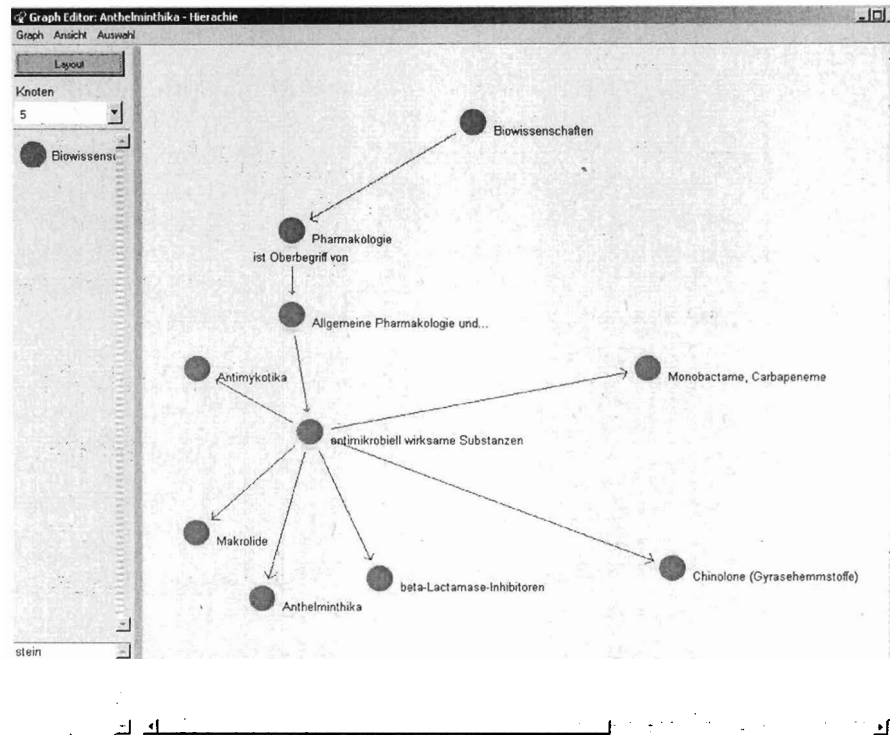 Graph Editor: Anthelminthika - Hierachie
Graph Ansicht Auswahl
Layout
Knoten
5
Biowissensc
Biowissenschaften
Pharmakologie
ist Oberbegriff von
Allgemeine Pharmakologie und...
Antimykotika
Monobactame, Carbapeneme
antimikrobiell wirksame Substanzen
Makrolide
beta-Lactamase-Inhibitoren
Chinolone (Gyrasehemmstoffe)
Anthelminthika
stein